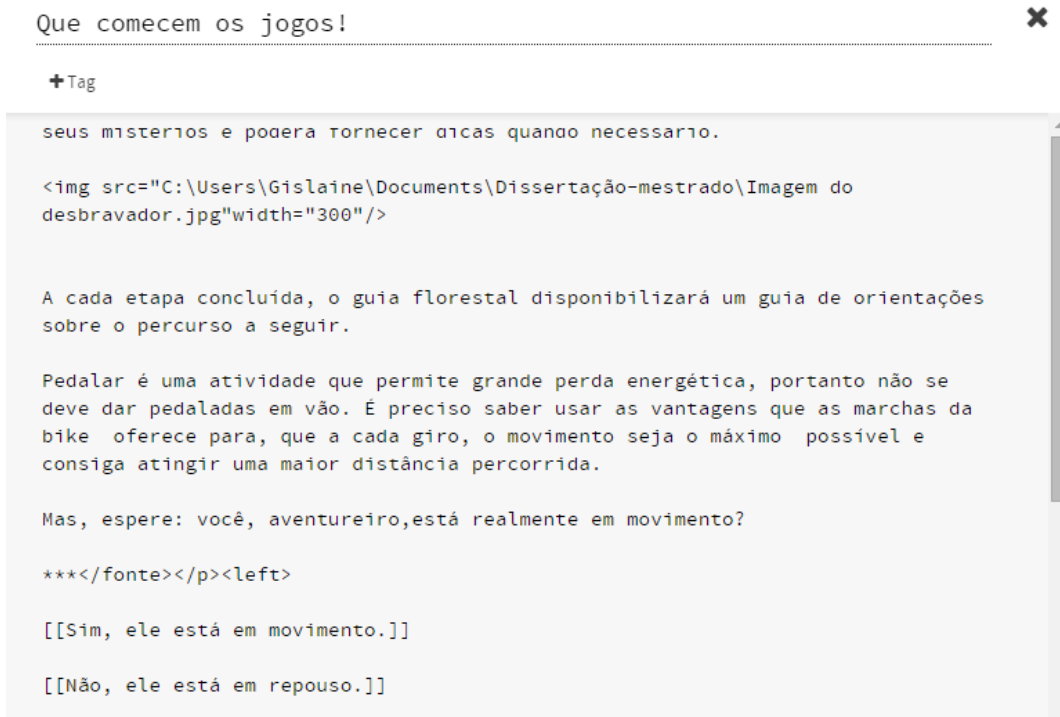 Que comecem os jogos!
+Tag
seus mistérios e poderá fornecer dicas quando necessário.
<img src="C:\Users\Gislaine\Documents\Dissertação-mestrado\Imagem do
desbravador.jpg"width="300"/>
A cada etapa concluída, o guia florestal disponibilizará um guia de orientações
sobre o percurso a seguir.
Pedalar é uma atividade que permite grande perda energética, portanto não se
deve dar pedaladas em vão. É preciso saber usar as vantagens que as marchas da
bike  oferece para, que a cada giro, o movimento seja o máximo  possível e
consiga atingir uma maior distância percorrida.
Mas, espere: você, aventureiro,está realmente em movimento?
***</fonte></p><left>
[[Sim, ele está em movimento.]]
[[Não, ele está em repouso.]]